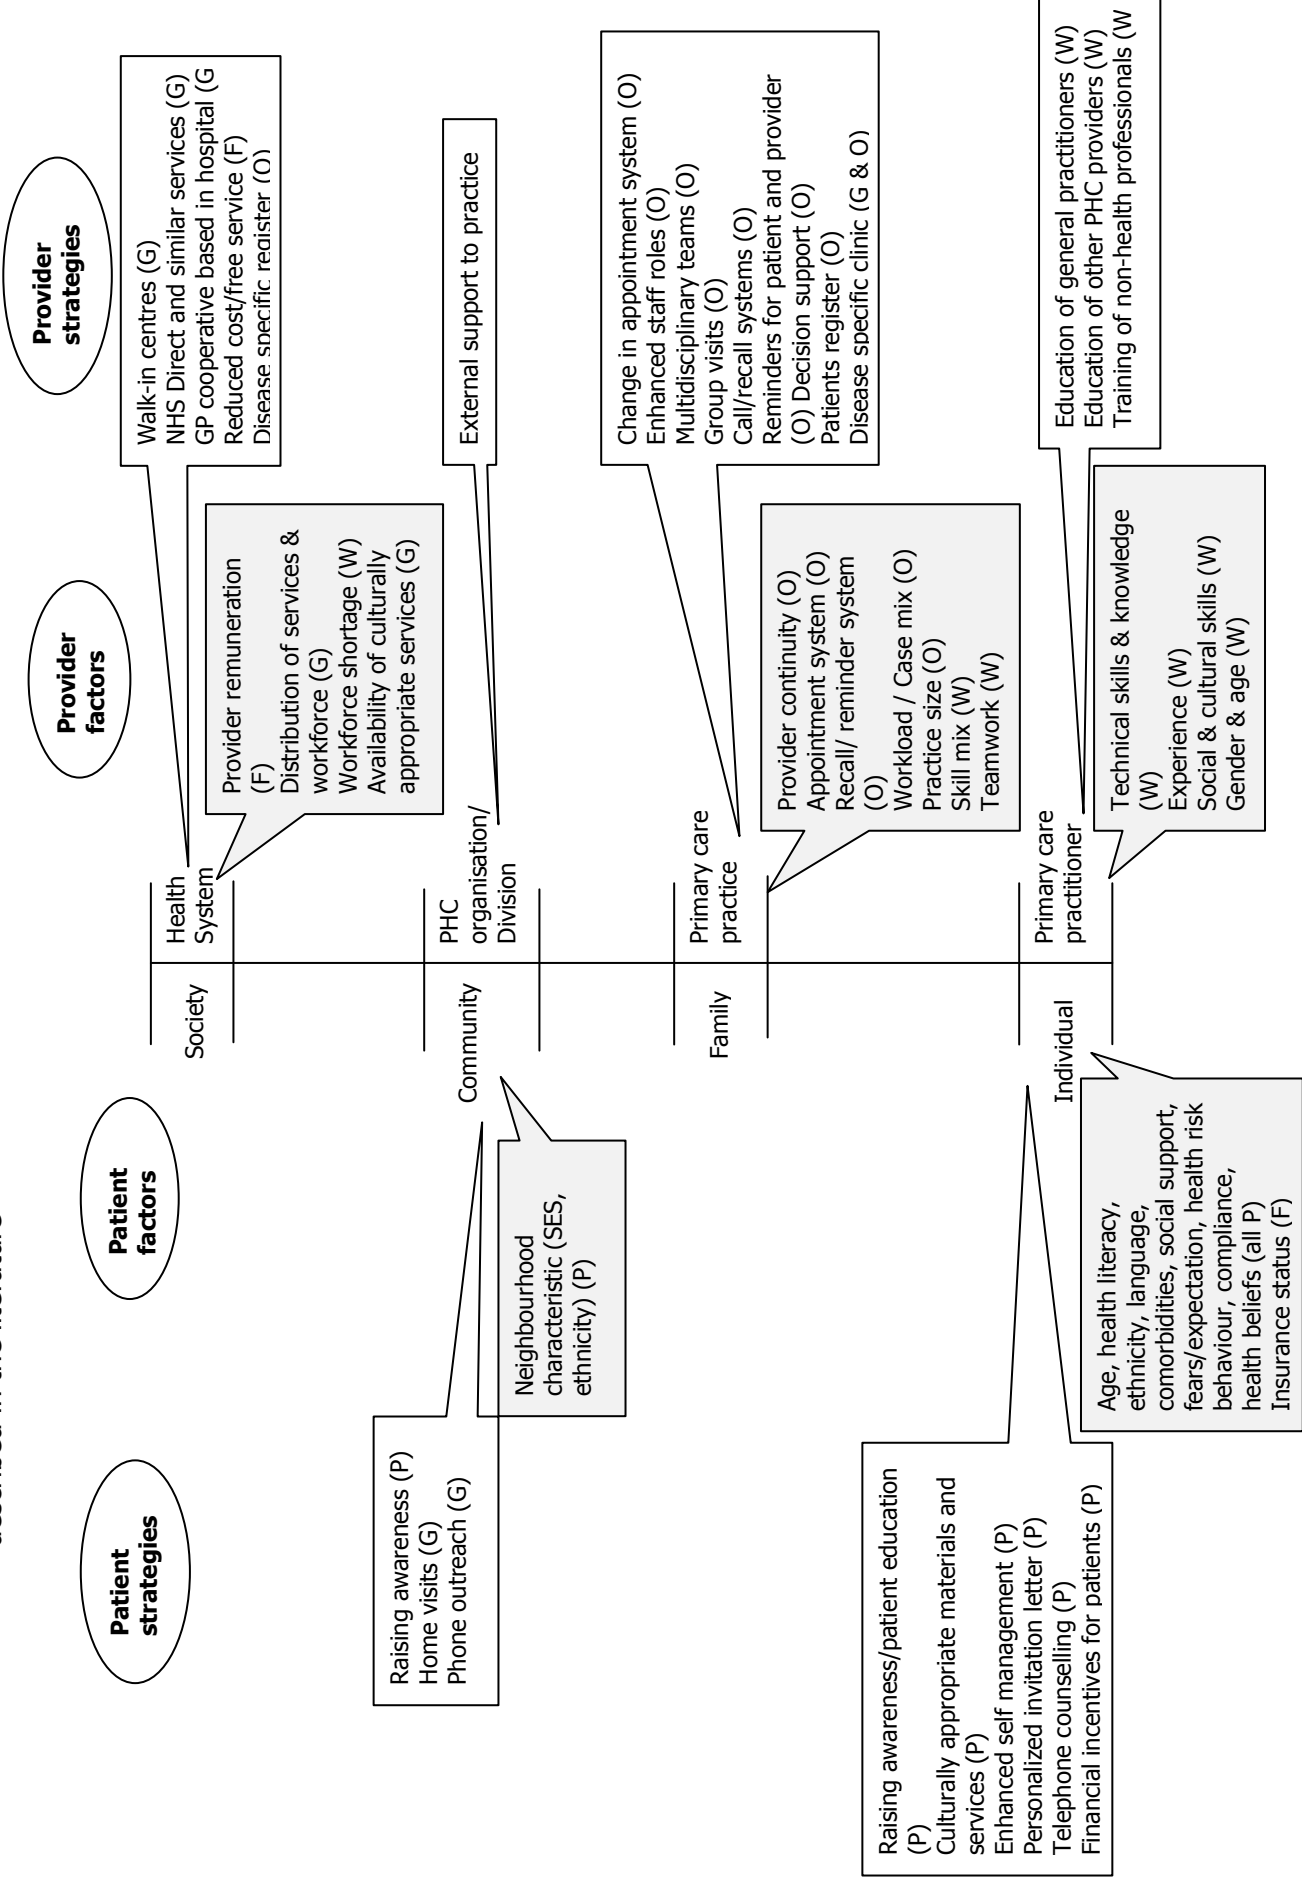 described in the literature
Patient
strategies
Patient
factors
Provider
factors
Provider
strategies
Society
Health
System
Provider remuneration
(F)
Distribution of services &
workforce (G)
Workforce shortage (W)
Availability of culturally
appropriate services (G)
Walk-in centres (G)
NHS Direct and similar services (G)
GP cooperative based in hospital (G
Reduced cost/free service (F)
Disease specific register (O)
Raising awareness (P)
Home visits (G)
Phone outreach (G)
Neighbourhood
characteristic (SES,
ethnicity) (P)
Community
PHC
organisation/
Division
External support to practice
Family
Primary care
practice
Provider continuity (O)
Appointment system (O)
Recall/ reminder system
(O)
Workload / Case mix (O)
Practice size (O)
Skill mix (W)
Teamwork (W)
Change in appointment system (O)
Enhanced staff roles (O)
Multidisciplinary teams (O)
Group visits (O)
Call/recall systems (O)
Reminders for patient and provider
(O) Decision support (O)
Patients register (O)
Disease specific clinic (G & O)
Raising awareness/patient education
(P)
Culturally appropriate materials and
services (P)
Enhanced self management (P)
Personalized invitation letter (P)
Telephone counselling (P)
Financial incentives for patients (P)
Age, health literacy,
ethnicity, language,
comorbidities, social support,
fears/expectation, health risk
behaviour, compliance,
health beliefs (all P)
Insurance status (F)
Individual
Primary care
practitioner
Technical skills & knowledge
(W)
Experience (W)
Social & cultural skills (W)
Gender & age (W)
Education of general practitioners (W)
Education of other PHC providers (W)
Training of non-health professionals (W